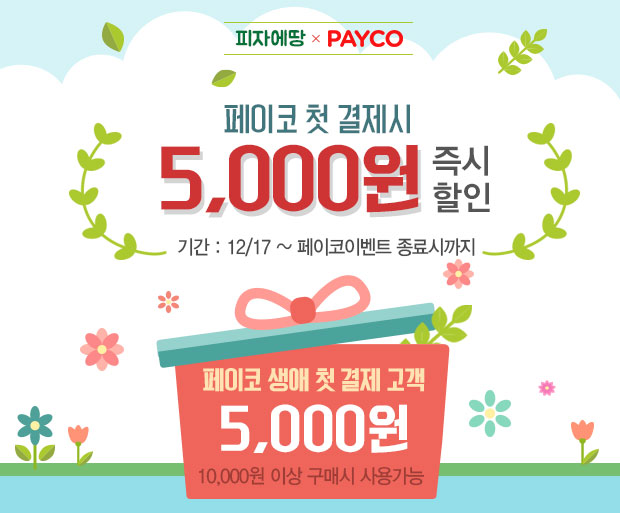 피자에땅 × PAYCO
페이코 첫 결제시
5,000원 즉시 할인
기간 : 12/17 ~ 페이코이벤트 종료시까지
페이코 생애 첫 결제 고객
5,000원
10,000원 이상 구매시 사용가능